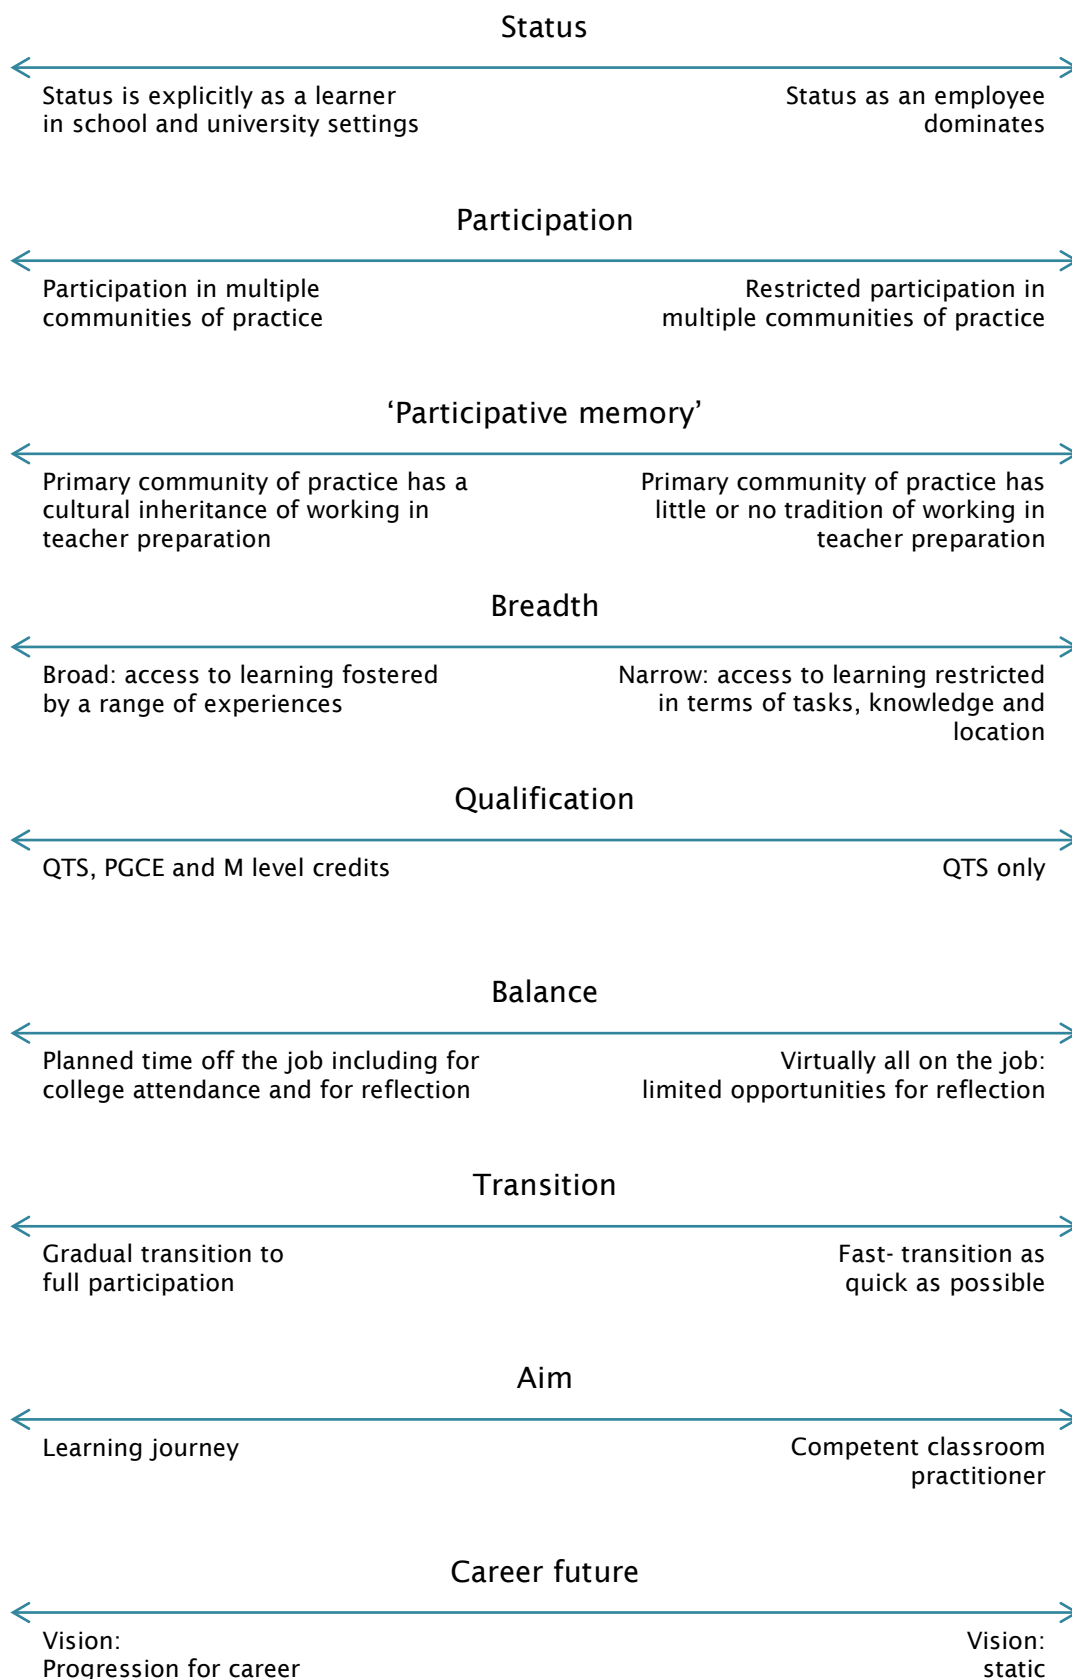 Status
Status is explicitly as a learner
in school and university settings
Status as an employee
dominates
Participation
Participation in multiple
communities of practice
Restricted participation in
multiple communities of practice
‘Participative memory’
Primary community of practice has a
cultural inheritance of working in
teacher preparation
Primary community of practice has
little or no tradition of working in
teacher preparation
Breadth
Broad: access to learning fostered
by a range of experiences
Narrow: access to learning restricted
in terms of tasks, knowledge and
location
Qualification
QTS, PGCE and M level credits
QTS only
Balance
Planned time off the job including for
college attendance and for reflection
Virtually all on the job:
limited opportunities for reflection
Transition
Gradual transition to
full participation
Fast- transition as
quick as possible
Aim
Learning journey
Competent classroom
practitioner
Career future
Vision:
Progression for career
Vision:
static